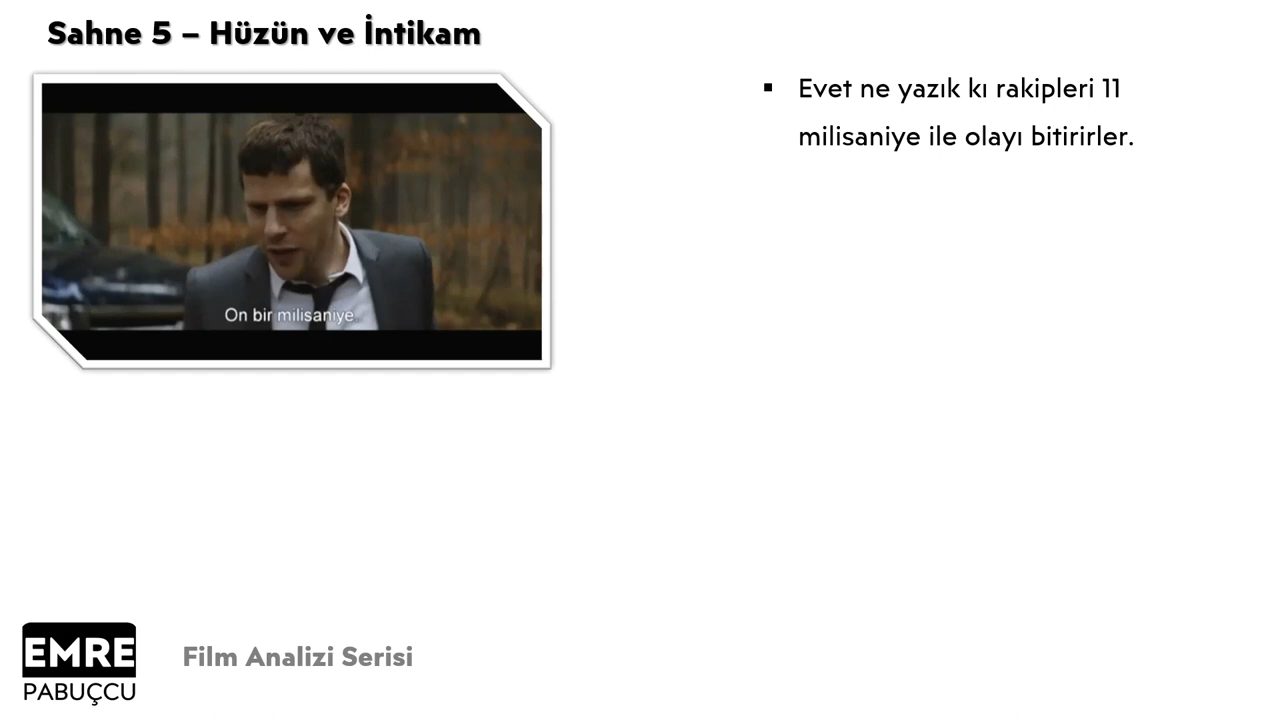 Sahne 5 – Hüzün ve İntikam
▪ Evet ne yazık kı rakipleri 11
milisaniye ile olayı bitirirler.
On bir milisaniye.
EMRE
PABUÇCU
Film Analizi Serisi